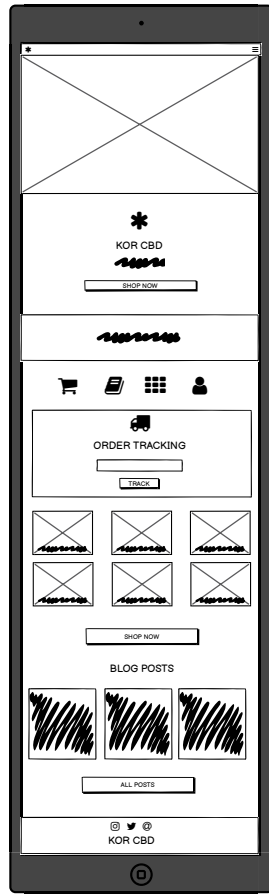 KOR CBD
SHOP NOW
ORDER TRACKING
TRACK
SHOP NOW
BLOG POSTS
ALL POSTS
KOR CBD